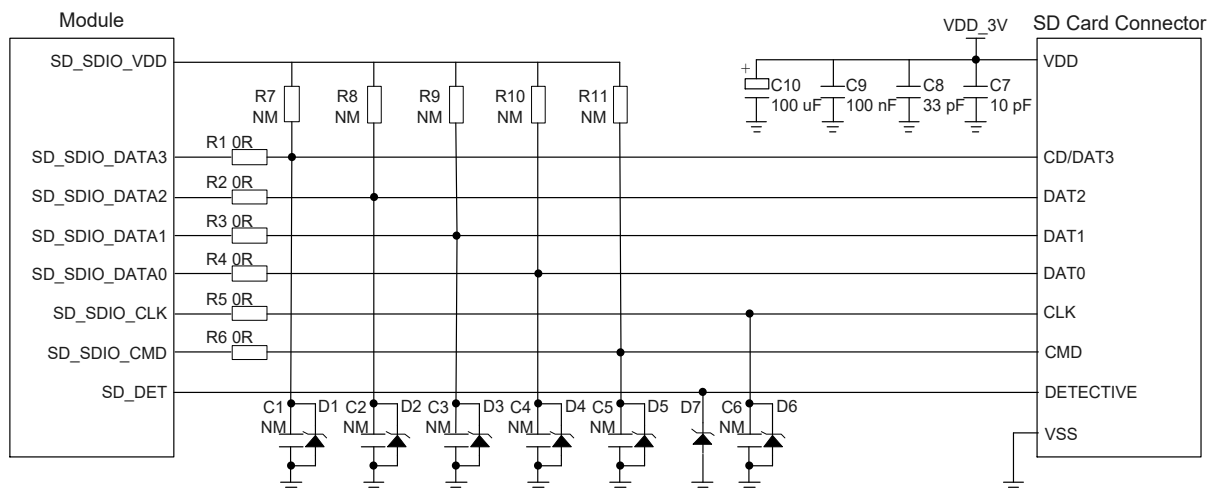 Module
SD Card Connector
VDD_3V
SD_SDIO_VDD
VDD
+
C10
C9
C8
C7
100 uF
100 nF
33 pF
10 pF
R7
R8
R9
R10
R11
NM
NM
NM
NM
NM
SD_SDIO_DATA3
R1 0R
CD/DAT3
SD_SDIO_DATA2
R2 0R
DAT2
SD_SDIO_DATA1
R3 0R
DAT1
SD_SDIO_DATA0
R4 0R
DAT0
SD_SDIO_CLK
R5 0R
CLK
SD_SDIO_CMD
R6 0R
CMD
SD_DET
DETECTIVE
C1
D1
C2
D2
C3
D3
C4
D4
C5
D5
D7
C6
D6
NM
NM
NM
NM
NM
NM
VSS